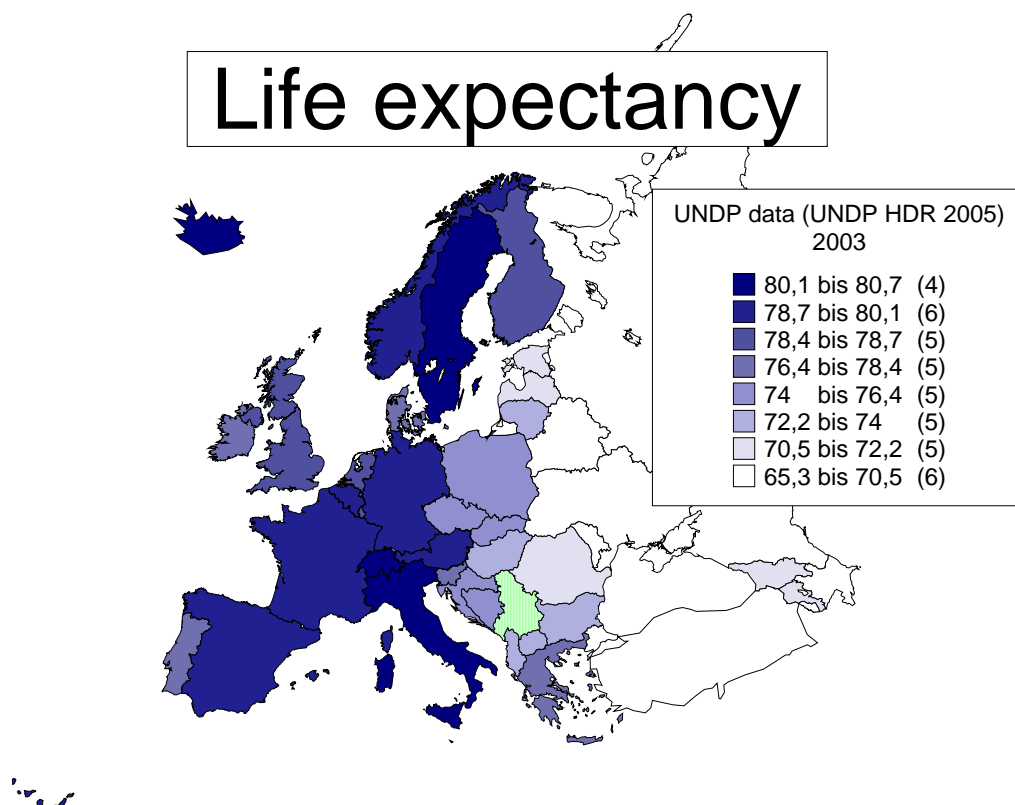 Life expectancy
UNDP data (UNDP HDR 2005)
2003
80,1 bis 80,7 (4)
78,7 bis 80,1 (6)
78,4 bis 78,7 (5)
76,4 bis 78,4 (5)
74 bis 76,4 (5)
72,2 bis 74 (5)
70,5 bis 72,2 (5)
65,3 bis 70,5 (6)